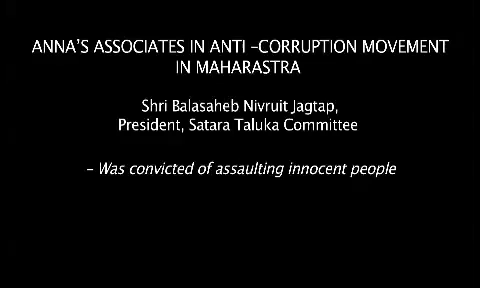 ANNA'S ASSOCIATES IN ANTI -CORRUPTION MOVEMENT
IN MAHARASTRA
Shri Balasaheb Nivruit Jagtap,
President, Satara Taluka Committee
- Was convicted of assaulting innocent people